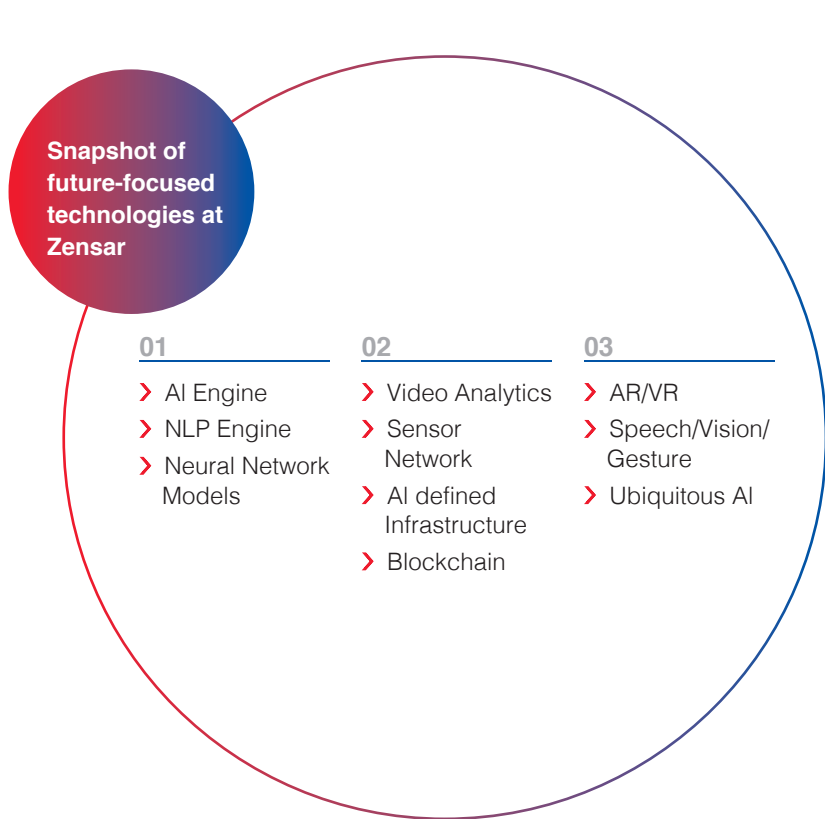 Snapshot of
future-focused
technologies at
Zensar
01
AI Engine
NLP Engine
Neural Network
Models
02
Video Analytics
Sensor
Network
AI defined
Infrastructure
Blockchain
03
AR/VR
Speech/Vision/
Gesture
Ubiquitous AI